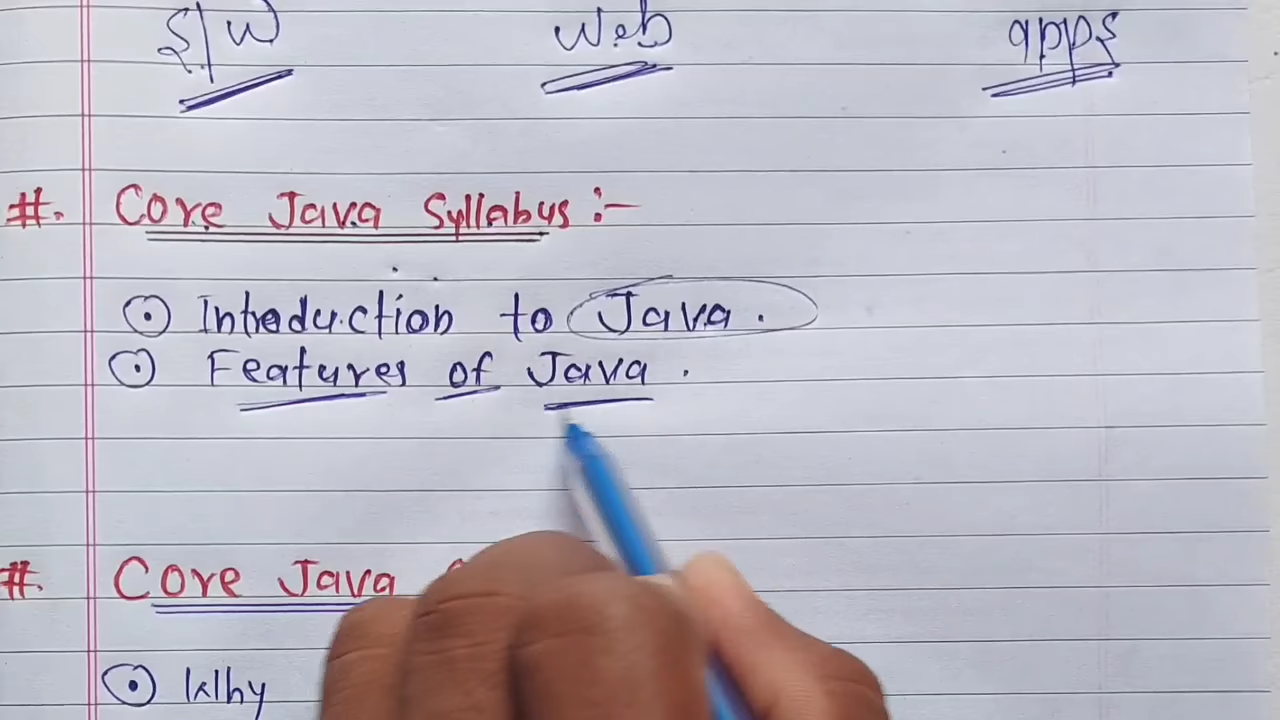 S/W Web apps
#. Core Java Syllabus :-
⊙ Introduction to Java.
⊙ Features of Java.
#. Core Java
⊙ Why